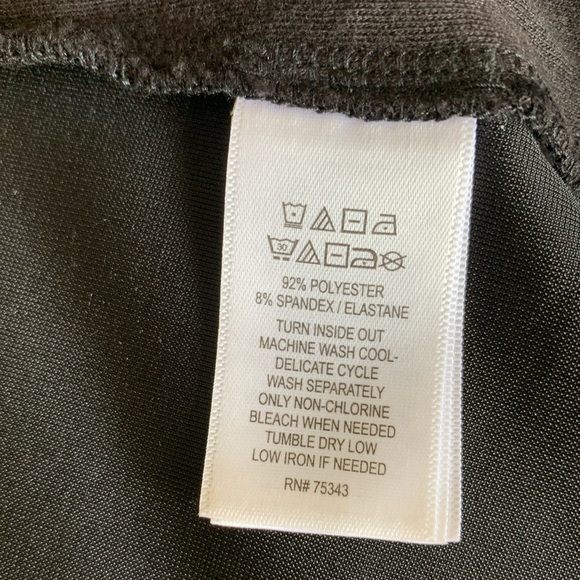 30
92% POLYESTER
8% SPANDEX / ELASTANE
TURN INSIDE OUT
MACHINE WASH COOL-
DELICATE CYCLE
WASH SEPARATELY
ONLY NON-CHLORINE
BLEACH WHEN NEEDED
TUMBLE DRY LOW
LOW IRON IF NEEDED
RN# 75343